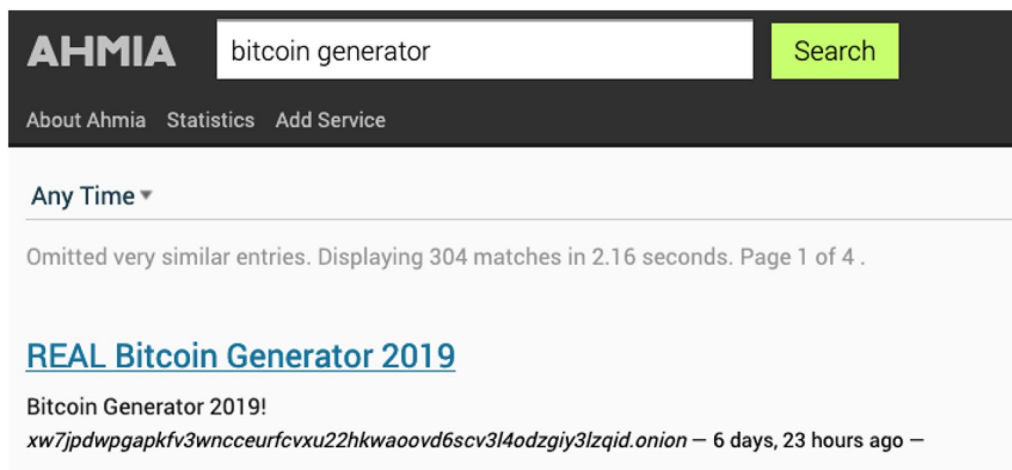 AHMIA bitcoin generator Search
About Ahmia Statistics Add Service
Any Time
Omitted very similar entries. Displaying 304 matches in 2.16 seconds. Page 1 of 4 .
REAL Bitcoin Generator 2019
Bitcoin Generator 2019!
xw7jpdwpgapkfv3wncceurfcvxu22hkwaoovd6scv3l4odzgiy3lzqid.onion — 6 days, 23 hours ago —